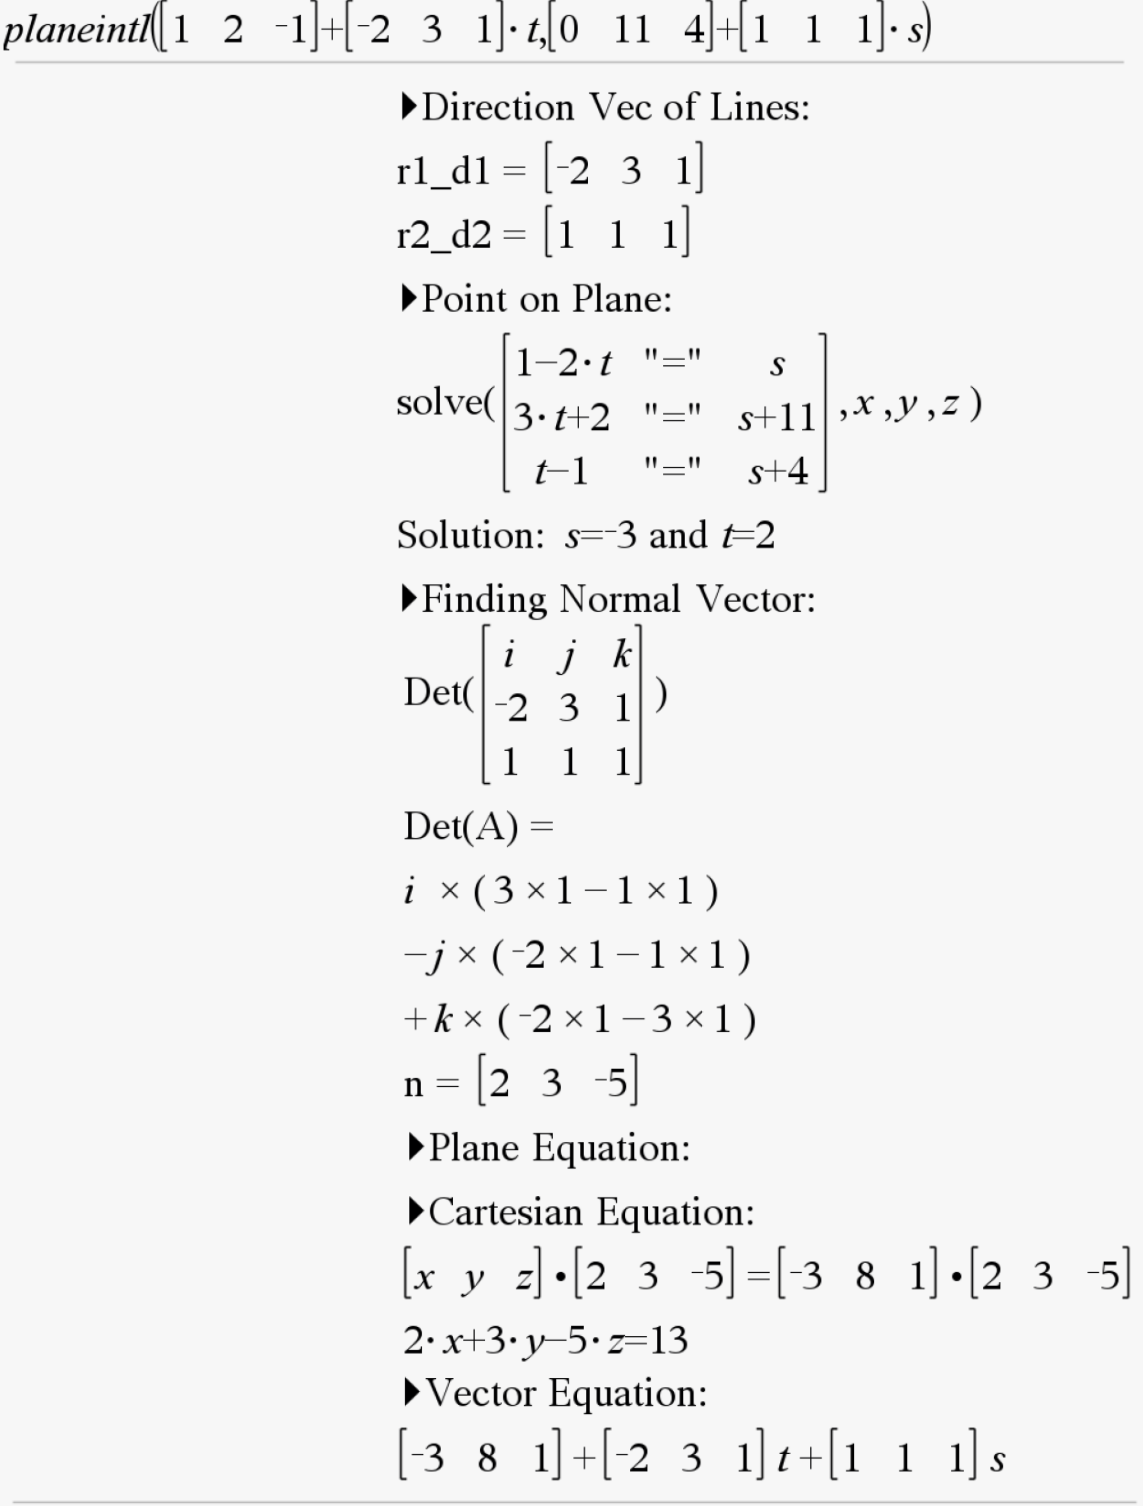 planeintl([1 2 -1]+[-2 3 1]·t,[0 11 4]+[1 1 1]·s)
▶Direction Vec of Lines:
r1_d1 = [-2 3 1]
r2_d2 = [1 1 1]
▶Point on Plane:
1−2·t "=" s
solve([3·t+2 "=" s+11],x,y,z)
t−1 "=" s+4
Solution: s=-3 and t=2
▶Finding Normal Vector:
i j k
Det([-2 3 1])
1 1 1
Det(A) =
i ×(3×1−1×1)
−j×(-2×1−1×1)
+k×(-2×1−3×1)
n = [2 3 -5]
▶Plane Equation:
▶Cartesian Equation:
[x y z]•[2 3 -5]=[-3 8 1]•[2 3 -5]
2·x+3·y−5·z=13
▶Vector Equation:
[-3 8 1]+[-2 3 1]t+[1 1 1]s